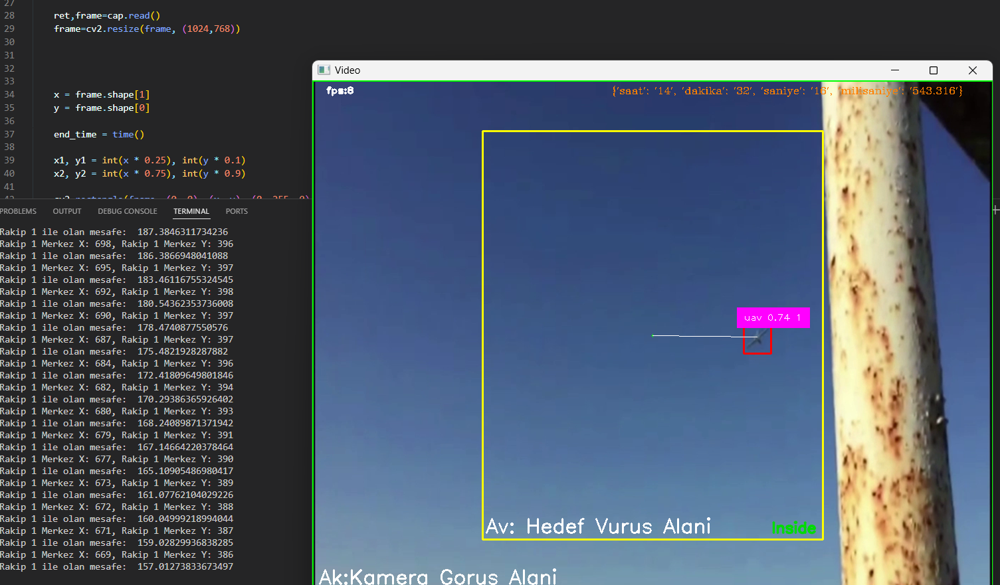 27
28 ret,frame=cap.read()
29 frame=cv2.resize(frame, (1024,768))
30
31
32
33
34 x = frame.shape[1]
35 y = frame.shape[0]
36
37 end_time = time()
38
39 x1, y1 = int(x * 0.25), int(y * 0.1)
40 x2, y2 = int(x * 0.75), int(y * 0.9)
41
PROBLEMS OUTPUT DEBUG CONSOLE TERMINAL PORTS
Rakip 1 ile olan mesafe:  187.3846311734236
Rakip 1 Merkez X: 698, Rakip 1 Merkez Y: 396
Rakip 1 ile olan mesafe:  186.3866948041088
Rakip 1 Merkez X: 695, Rakip 1 Merkez Y: 397
Rakip 1 ile olan mesafe:  183.46116755324545
Rakip 1 Merkez X: 692, Rakip 1 Merkez Y: 398
Rakip 1 ile olan mesafe:  180.54362353736008
Rakip 1 Merkez X: 690, Rakip 1 Merkez Y: 397
Rakip 1 ile olan mesafe:  178.4740877550576
Rakip 1 Merkez X: 687, Rakip 1 Merkez Y: 397
Rakip 1 ile olan mesafe:  175.4821928287882
Rakip 1 Merkez X: 684, Rakip 1 Merkez Y: 396
Rakip 1 ile olan mesafe:  172.41809649801846
Rakip 1 Merkez X: 682, Rakip 1 Merkez Y: 394
Rakip 1 ile olan mesafe:  170.29386365926402
Rakip 1 Merkez X: 680, Rakip 1 Merkez Y: 393
Rakip 1 ile olan mesafe:  168.24089871371942
Rakip 1 Merkez X: 679, Rakip 1 Merkez Y: 391
Rakip 1 ile olan mesafe:  167.14664220378464
Rakip 1 Merkez X: 677, Rakip 1 Merkez Y: 390
Rakip 1 ile olan mesafe:  165.10905486980417
Rakip 1 Merkez X: 673, Rakip 1 Merkez Y: 389
Rakip 1 ile olan mesafe:  161.07762104029226
Rakip 1 Merkez X: 672, Rakip 1 Merkez Y: 388
Rakip 1 ile olan mesafe:  160.04999218994044
Rakip 1 Merkez X: 671, Rakip 1 Merkez Y: 387
Rakip 1 ile olan mesafe:  159.02829936838285
Rakip 1 Merkez X: 669, Rakip 1 Merkez Y: 386
Rakip 1 ile olan mesafe:  157.01273833673497
Video
fps:8
{'saat': '14', 'dakika': '32', 'saniye': '16', 'milisaniye': '543.316'}
uav 0.74 1
Av: Hedef Vurus Alani
Inside
Ak:Kamera Gorus Alani